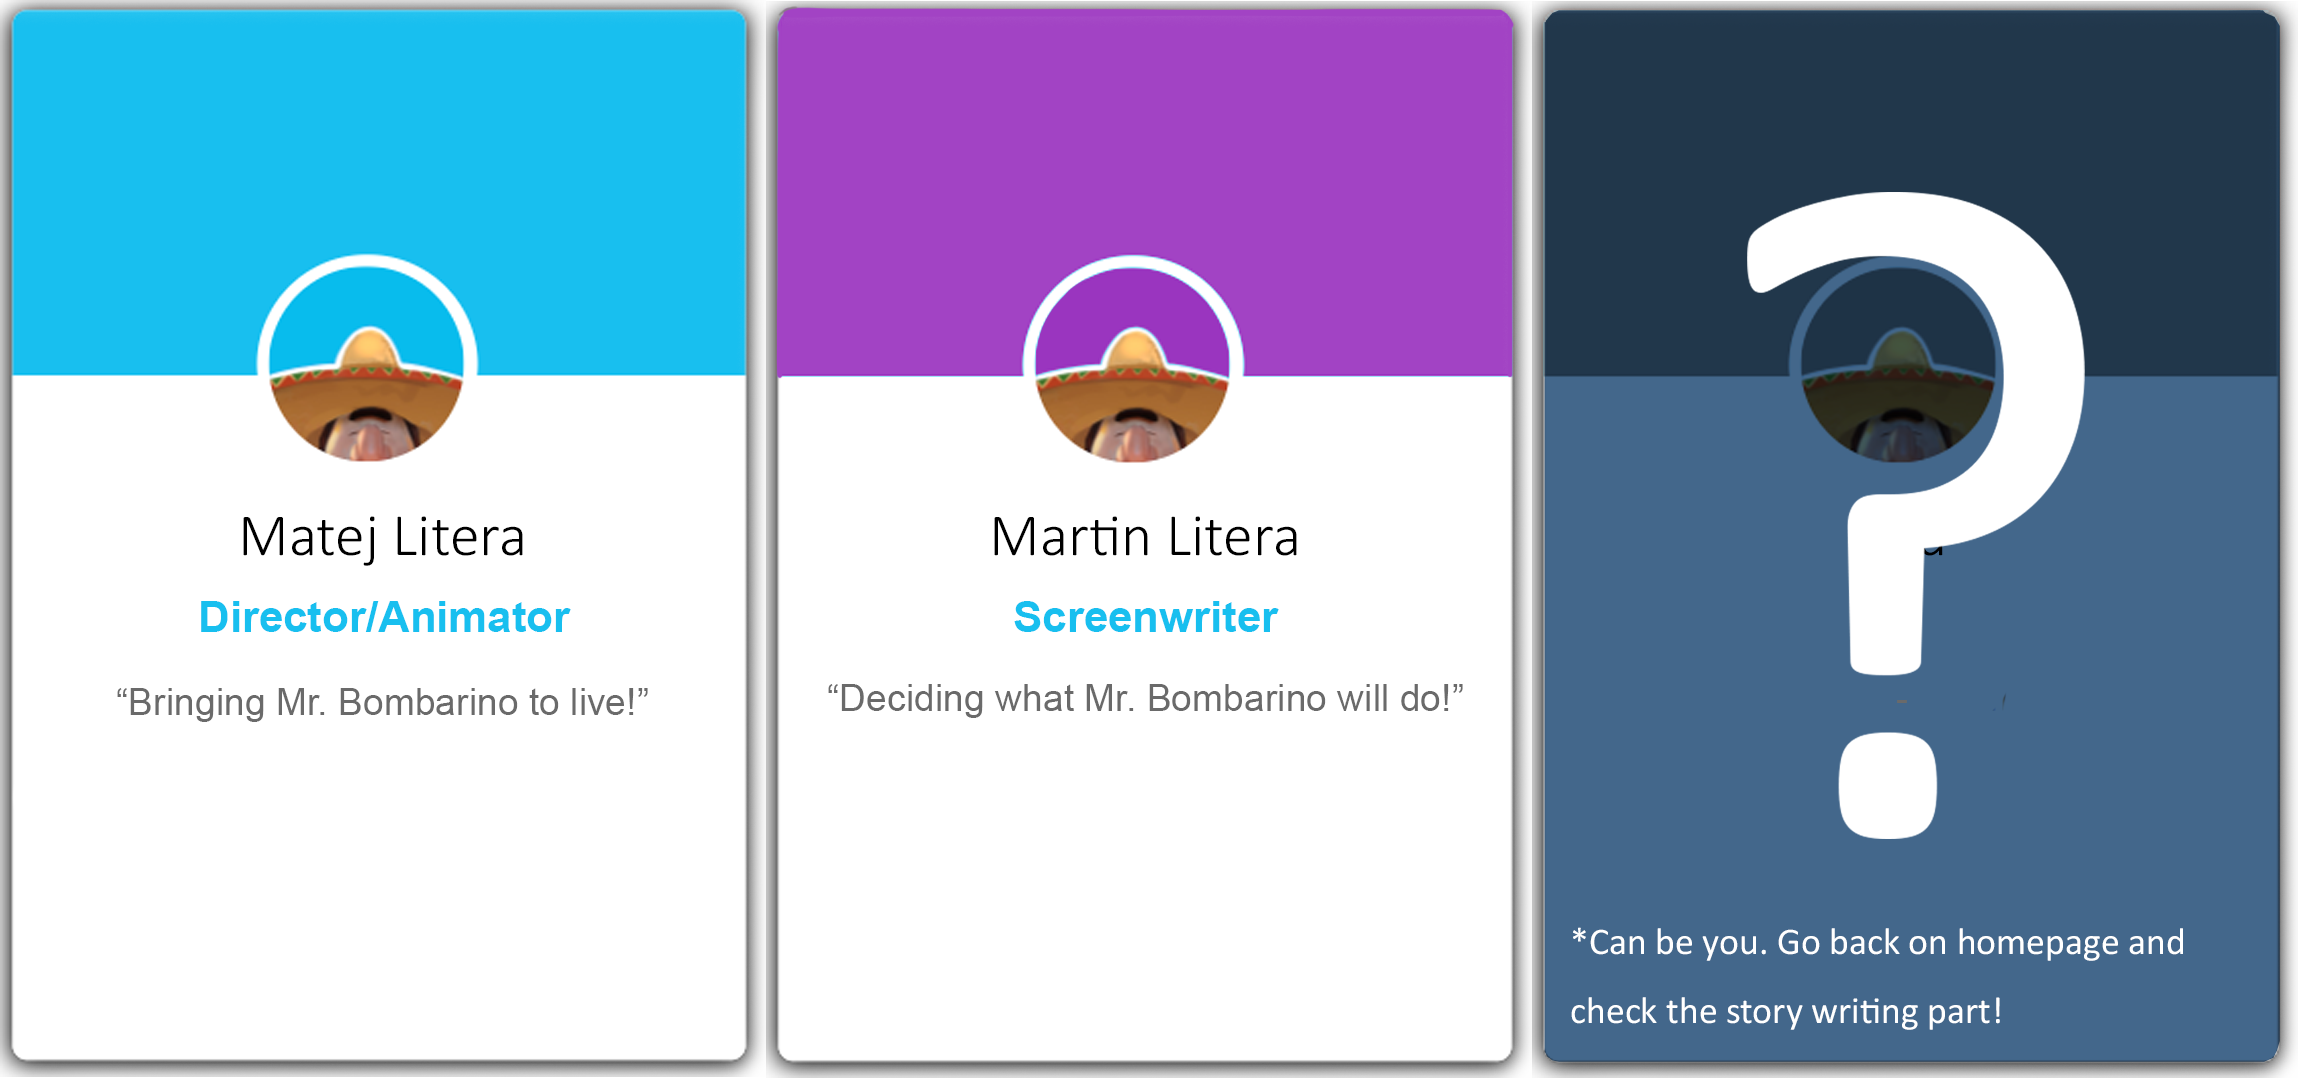 Matej Litera
Director/Animator
“Bringing Mr. Bombarino to live!”
Martin Litera
Screenwriter
“Deciding what Mr. Bombarino will do!”
?
*Can be you. Go back on homepage and
check the story writing part!